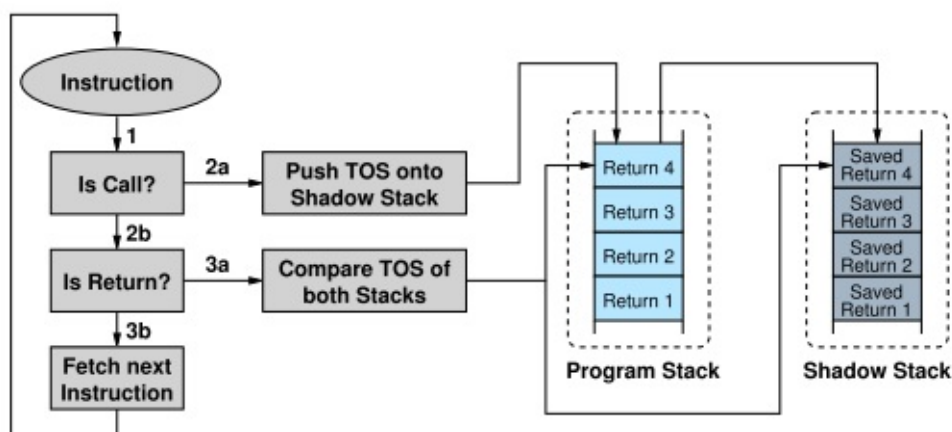 Instruction
1
Is Call?
2a
Push TOS onto
Shadow Stack
2b
Is Return?
3a
Compare TOS of
both Stacks
3b
Fetch next
Instruction
Return 4
Return 3
Return 2
Return 1
Program Stack
Saved
Return 4
Saved
Return 3
Saved
Return 2
Saved
Return 1
Shadow Stack